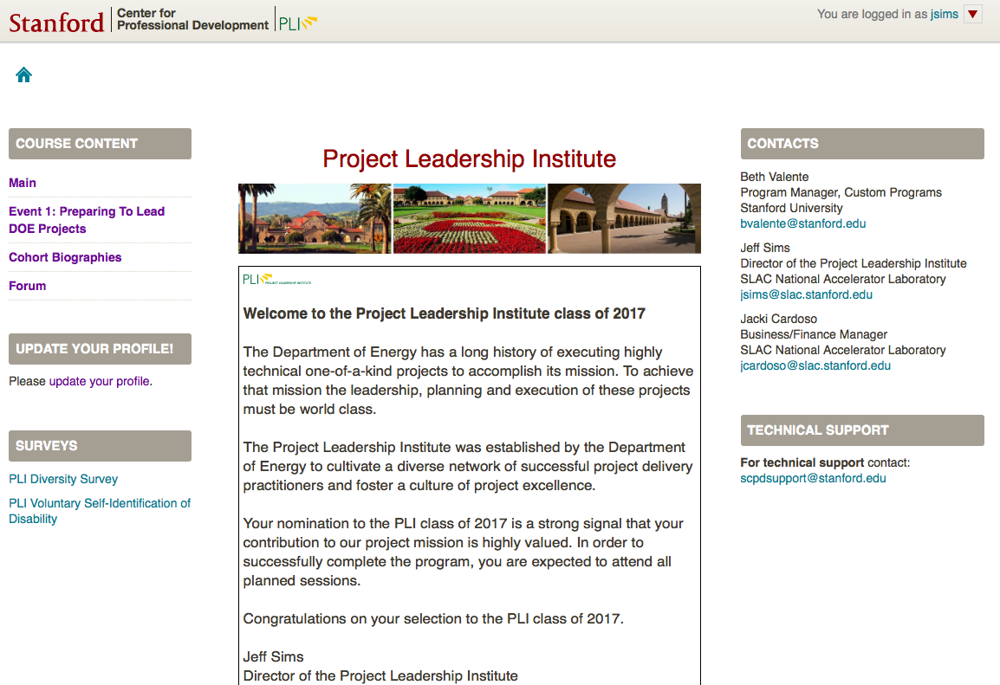 Stanford
Center for
Professional Development
PLI
You are logged in as jsims
COURSE CONTENT
Main
Event 1: Preparing To Lead
DOE Projects
Cohort Biographies
Forum
UPDATE YOUR PROFILE!
Please update your profile.
SURVEYS
PLI Diversity Survey
PLI Voluntary Self-Identification of
Disability
Project Leadership Institute
PLI PROJECT LEADERSHIP INSTITUTE
Welcome to the Project Leadership Institute class of 2017
The Department of Energy has a long history of executing highly
technical one-of-a-kind projects to accomplish its mission. To achieve
that mission the leadership, planning and execution of these projects
must be world class.
The Project Leadership Institute was established by the Department
of Energy to cultivate a diverse network of successful project delivery
practitioners and foster a culture of project excellence.
Your nomination to the PLI class of 2017 is a strong signal that your
contribution to our project mission is highly valued. In order to
successfully complete the program, you are expected to attend all
planned sessions.
Congratulations on your selection to the PLI class of 2017.
Jeff Sims
Director of the Project Leadership Institute
CONTACTS
Beth Valente
Program Manager, Custom Programs
Stanford University
bvalente@stanford.edu
Jeff Sims
Director of the Project Leadership Institute
SLAC National Accelerator Laboratory
jsims@slac.stanford.edu
Jacki Cardoso
Business/Finance Manager
SLAC National Accelerator Laboratory
jcardoso@slac.stanford.edu
TECHNICAL SUPPORT
For technical support contact:
scpdsupport@stanford.edu